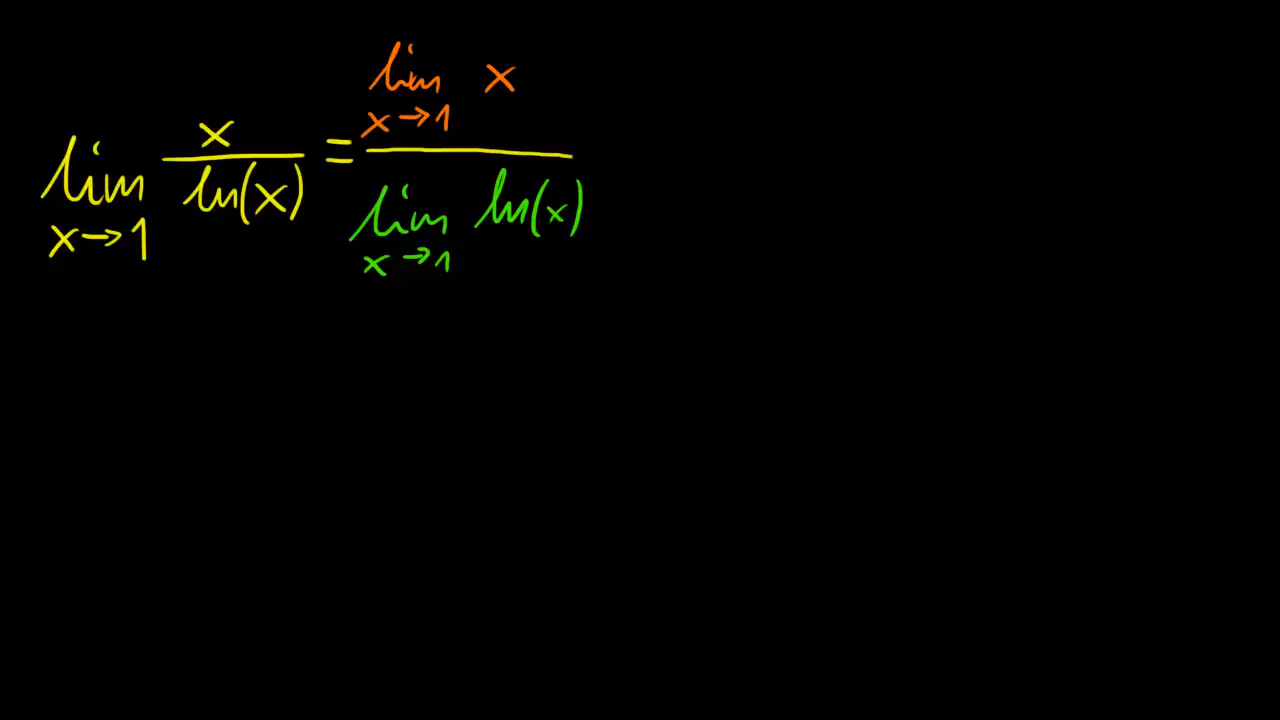 lim x→1 x / ln(x) = lim x→1 x / lim x→1 ln(x)